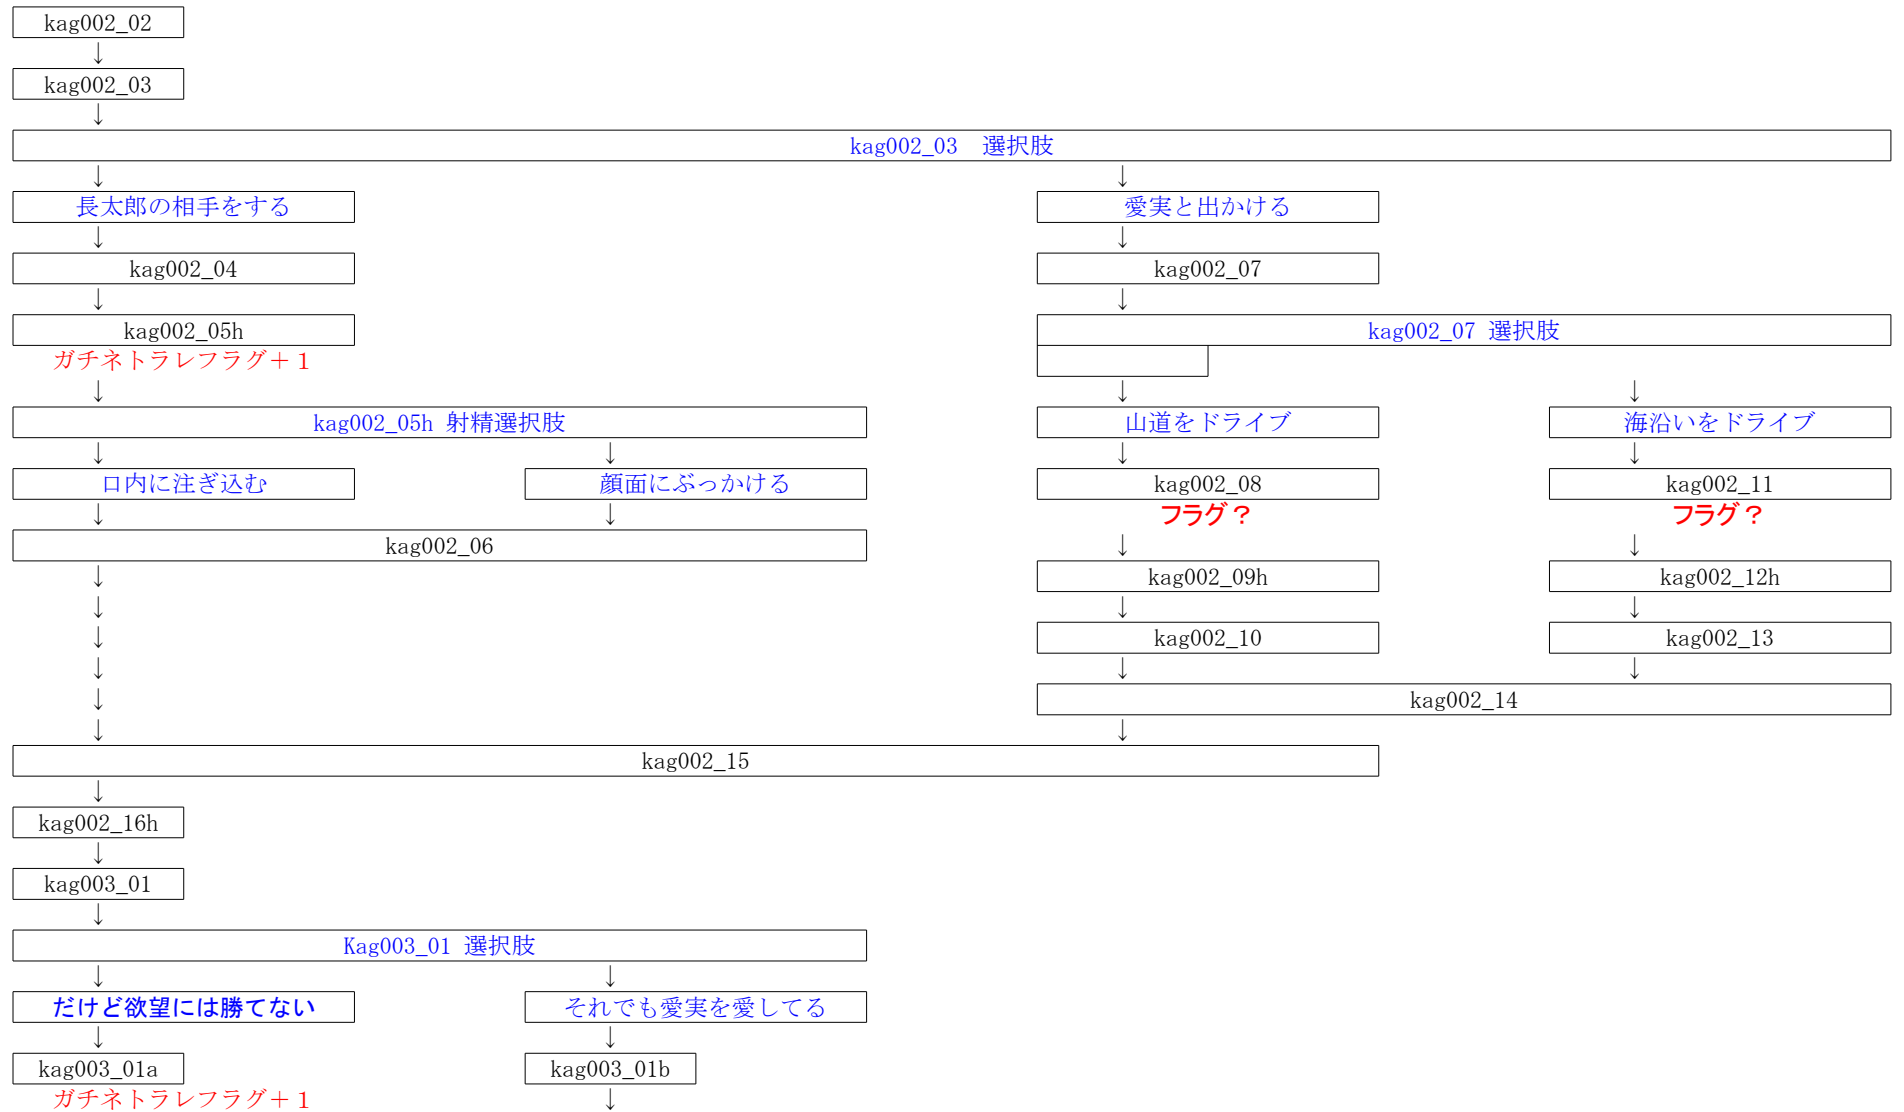 kag002_02
↓
kag002_03
↓
kag002_03 選択肢
↓ ↓
長太郎の相手をする 愛実と出かける
↓ ↓
kag002_04 kag002_07
↓ ↓
kag002_05h kag002_07 選択肢
ガチネトラレフラグ＋１
↓ ↓ ↓
kag002_05h 射精選択肢 山道をドライブ 海沿いをドライブ
↓ ↓ ↓ ↓
口内に注ぎ込む 顔面にぶっかける kag002_08 kag002_11
↓ ↓ フラグ？ フラグ？
kag002_06 ↓ ↓
↓ kag002_09h kag002_12h
↓ ↓ ↓
↓ kag002_10 kag002_13
↓ ↓ ↓
↓ kag002_14
↓ ↓
kag002_15
↓
kag002_16h
↓
kag003_01
↓
Kag003_01 選択肢
↓ ↓
だけど欲望には勝てない それでも愛実を愛してる
↓ ↓
kag003_01a kag003_01b
ガチネトラレフラグ＋１ ↓